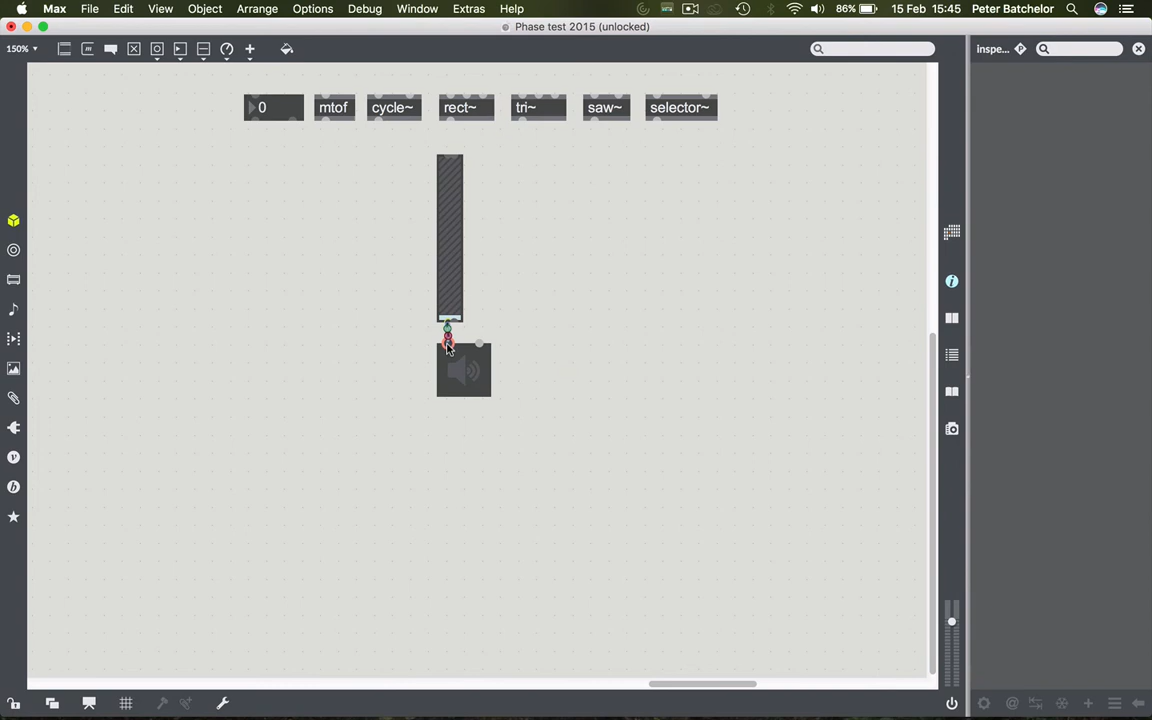 Max File Edit View Object Arrange Options Debug Window Extras Help 86% 15 Feb 15:45 Peter Batchelor
Phase test 2015 (unlocked)
150% inspe...
0 mtof cycle~ rect~ tri~ saw~ selector~